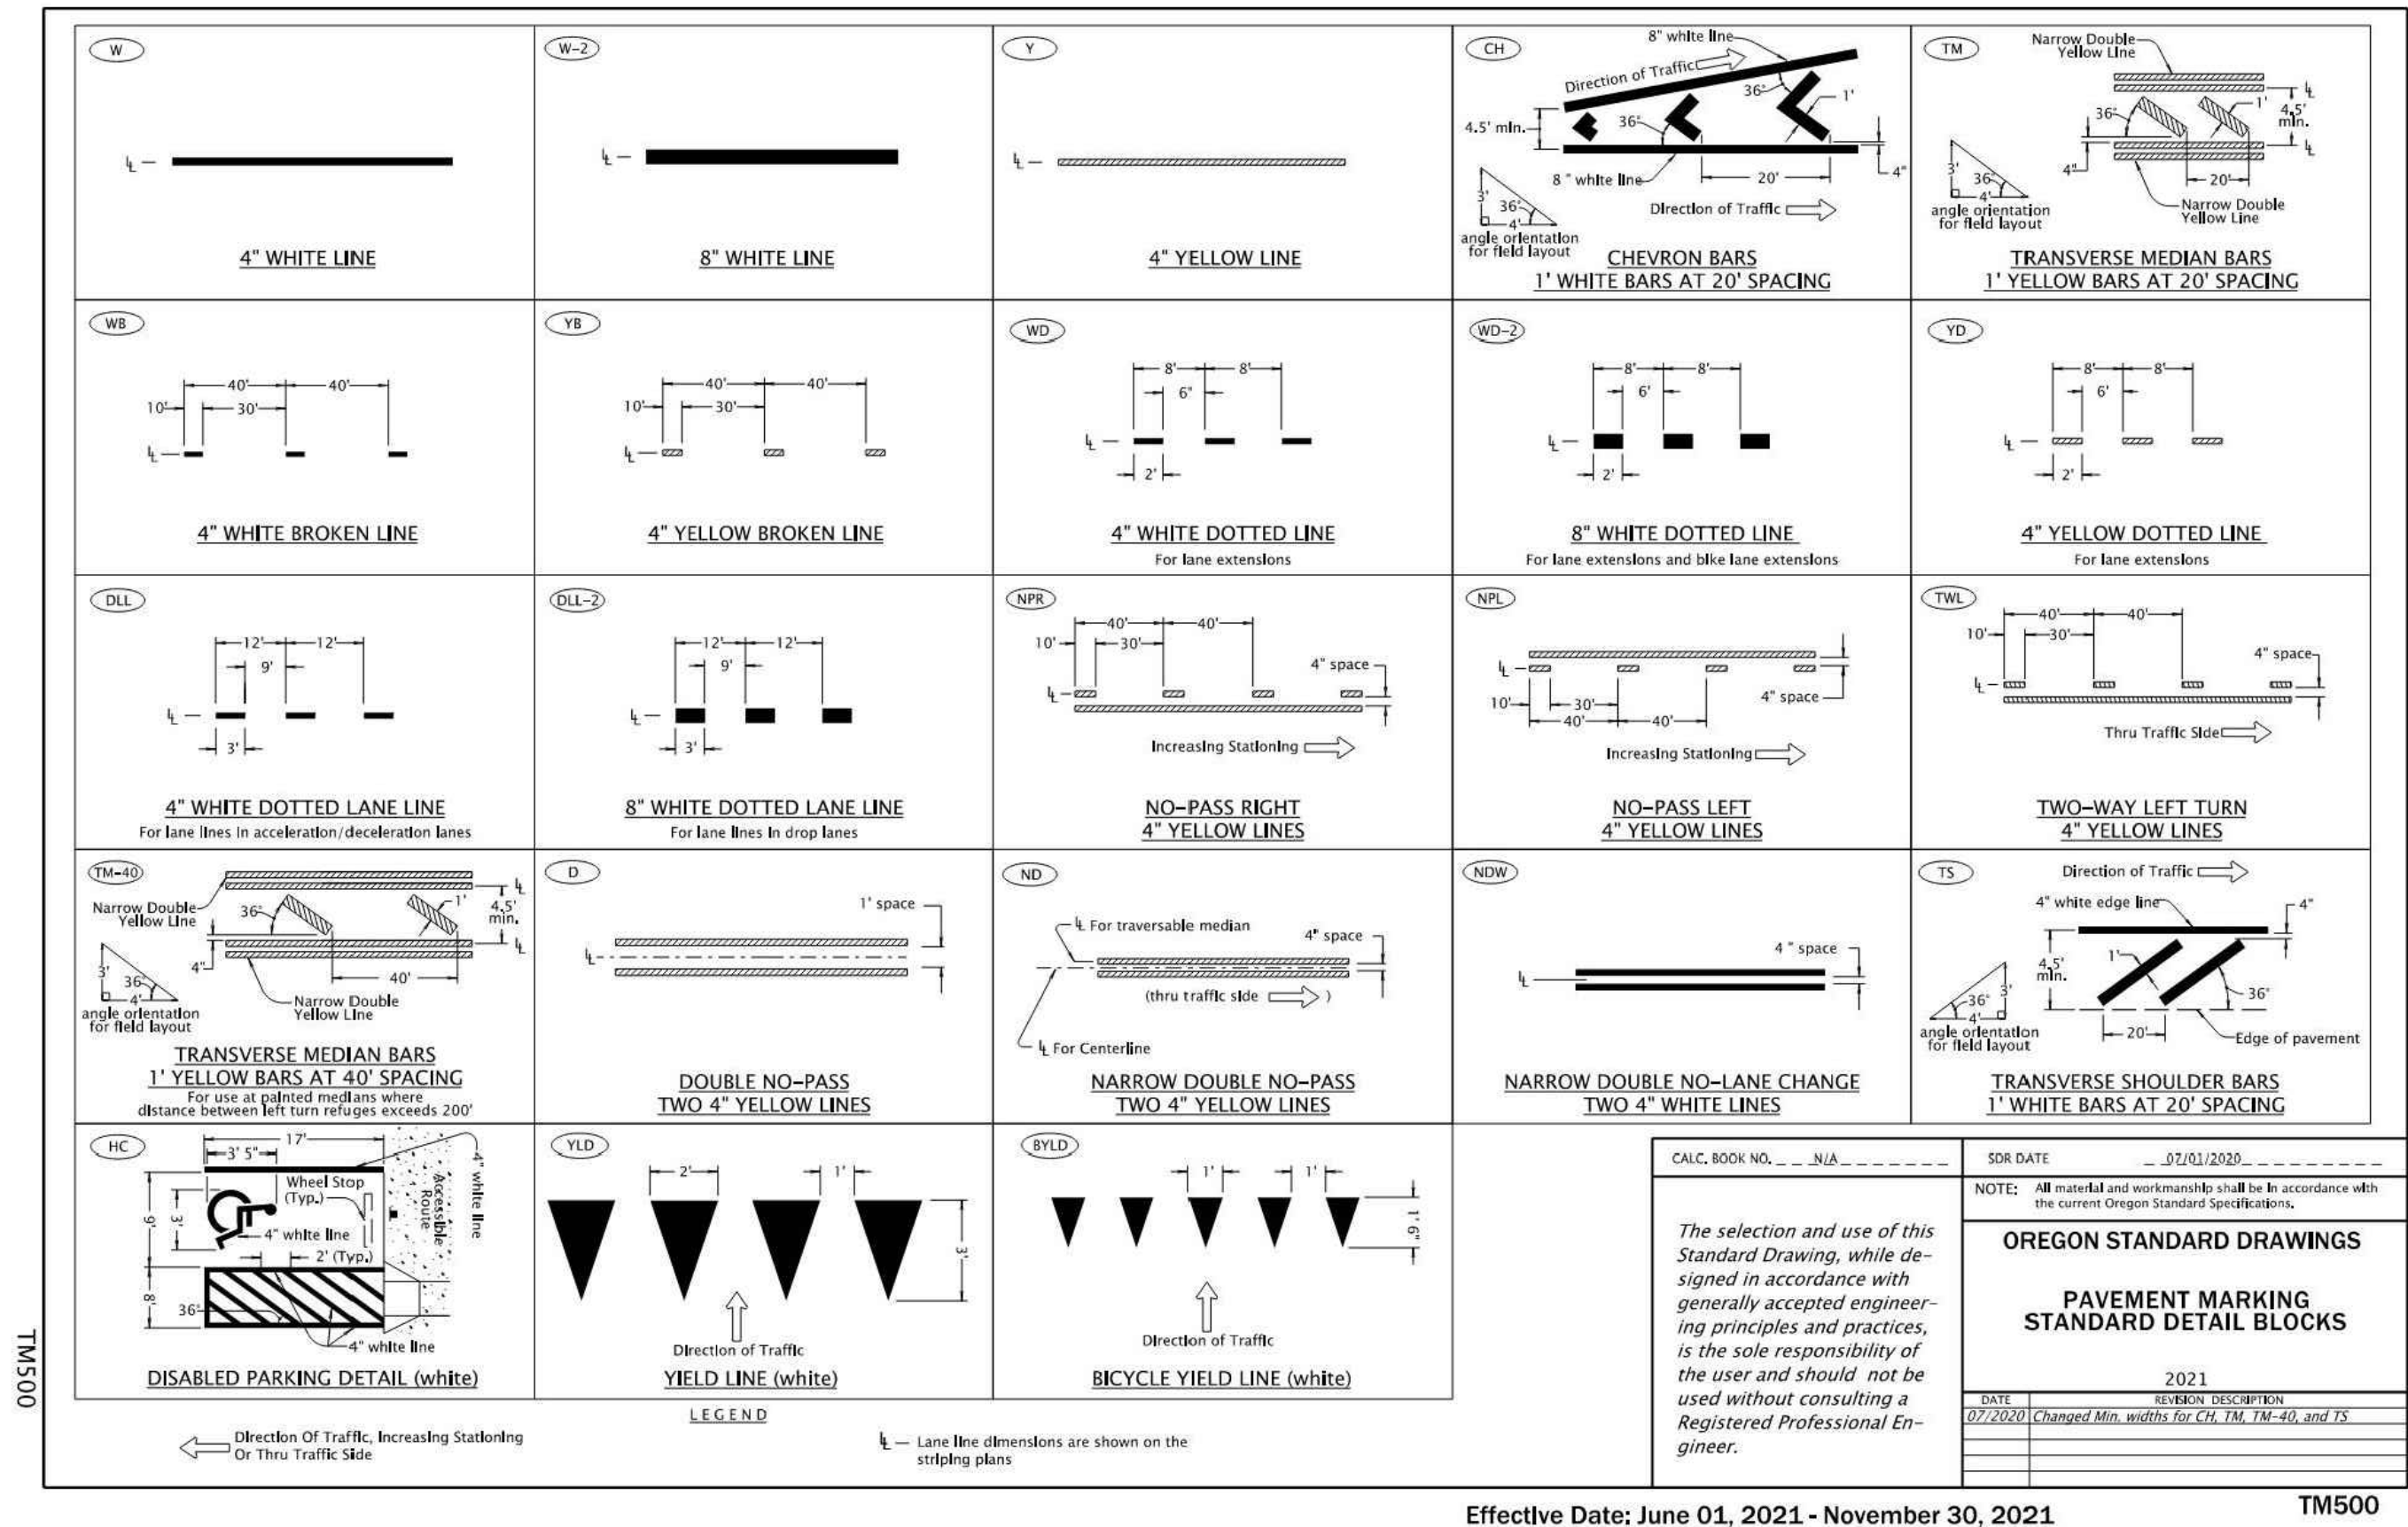 W
4" WHITE LINE
W-2
8" WHITE LINE
Y
4" YELLOW LINE
CH
8" white line
Direction of Traffic
36°
1'
4.5' min.
36°
8 " white line
20'
4"
3'
36°
4'
Direction of Traffic
angle orientation
for field layout
CHEVRON BARS
1' WHITE BARS AT 20' SPACING
TM
Narrow Double
Yellow Line
36°
1'
4.5'
min.
4"
20'
3'
36°
4'
Narrow Double
Yellow Line
angle orientation
for field layout
TRANSVERSE MEDIAN BARS
1' YELLOW BARS AT 20' SPACING
WB
40'
40'
10'
30'
4" WHITE BROKEN LINE
YB
40'
40'
10'
30'
4" YELLOW BROKEN LINE
WD
8'
8'
6"
2'
4" WHITE DOTTED LINE
For lane extensions
WD-2
8'
8'
6'
2'
8" WHITE DOTTED LINE
For lane extensions and bike lane extensions
YD
8'
8'
6'
2'
4" YELLOW DOTTED LINE
For lane extensions
DLL
12'
12'
9'
3'
4" WHITE DOTTED LANE LINE
For lane lines in acceleration/deceleration lanes
DLL-2
12'
12'
9'
3'
8" WHITE DOTTED LANE LINE
For lane lines in drop lanes
NPR
40'
40'
10'
30'
4" space
Increasing Stationing
NO-PASS RIGHT
4" YELLOW LINES
NPL
4" space
10'
30'
40'
40'
Increasing Stationing
NO-PASS LEFT
4" YELLOW LINES
TWL
40'
40'
10'
30'
4" space
Thru Traffic Side
TWO-WAY LEFT TURN
4" YELLOW LINES
TM-40
Narrow Double
Yellow Line
36°
1'
4.5'
min.
4"
40'
3'
36°
4'
Narrow Double
Yellow Line
angle orientation
for field layout
TRANSVERSE MEDIAN BARS
1' YELLOW BARS AT 40' SPACING
For use at painted medians where
distance between left turn refuges exceeds 200'
D
1' space
DOUBLE NO-PASS
TWO 4" YELLOW LINES
ND
For traversable median
4" space
(thru traffic side )
For Centerline
NARROW DOUBLE NO-PASS
TWO 4" YELLOW LINES
NDW
4 " space
NARROW DOUBLE NO-LANE CHANGE
TWO 4" WHITE LINES
TS
Direction of Traffic
4" white edge line
4"
4.5'
min.
1'
36°
3'
36°
4'
20'
Edge of pavement
angle orientation
for field layout
TRANSVERSE SHOULDER BARS
1' WHITE BARS AT 20' SPACING
HC
17'
3' 5"
Wheel Stop
(Typ.)
Accessible
Route
4" white line
9'
3'
4" white line
2' (Typ.)
8'
36°
4" white line
DISABLED PARKING DETAIL (white)
YLD
2'
1'
3'
Direction of Traffic
YIELD LINE (white)
BYLD
1'
1'
1' 6"
Direction of Traffic
BICYCLE YIELD LINE (white)
CALC. BOOK NO. N/A
SDR DATE 07/01/2020
NOTE: All material and workmanship shall be in accordance with
the current Oregon Standard Specifications.
The selection and use of this
Standard Drawing, while de-
signed in accordance with
generally accepted engineer-
ing principles and practices,
is the sole responsibility of
the user and should not be
used without consulting a
Registered Professional En-
gineer.
OREGON STANDARD DRAWINGS
PAVEMENT MARKING
STANDARD DETAIL BLOCKS
2021
DATE REVISION DESCRIPTION
07/2020 Changed Min. widths for CH, TM, TM-40, and TS
LEGEND
Direction Of Traffic, Increasing Stationing
Or Thru Traffic Side
Lane line dimensions are shown on the
striping plans
TM500
Effective Date: June 01, 2021 - November 30, 2021
TM500